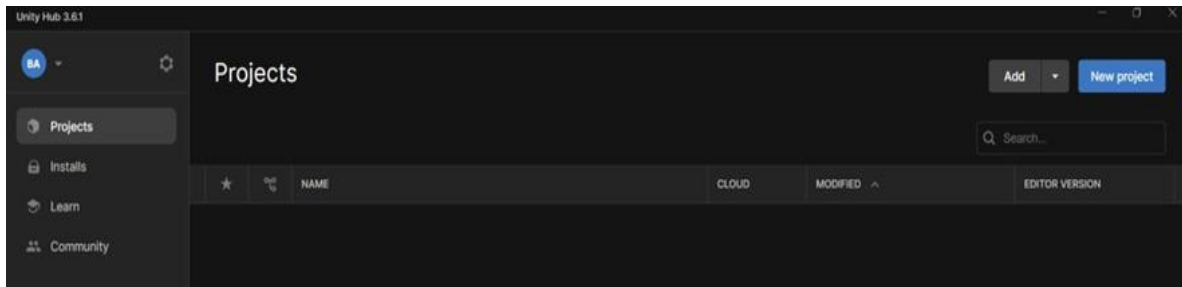 Unity Hub 3.6.1
BA
Projects
Add
New project
Projects
Search...
Installs
NAME
CLOUD
MODIFIED
EDITOR VERSION
Learn
Community